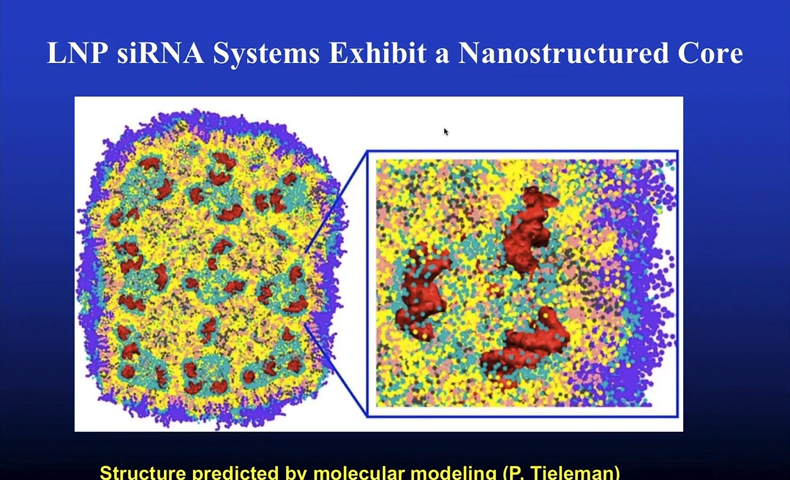 LNP siRNA Systems Exhibit a Nanostructured Core
Structure predicted by molecular modeling (P. Tieleman)